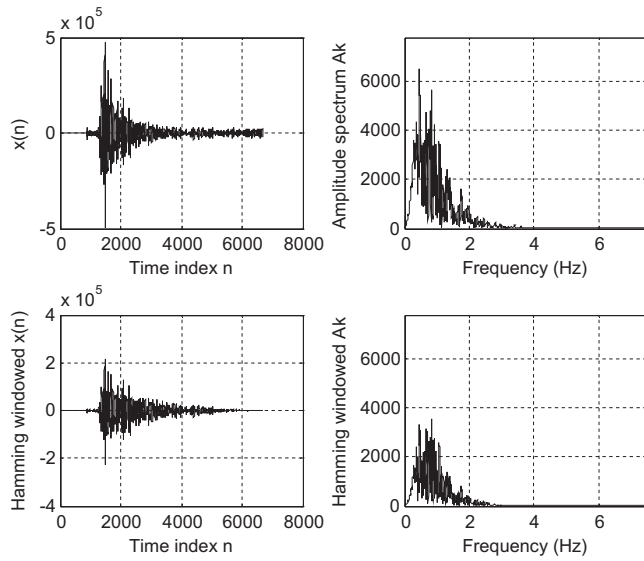 x 10^5
5
0
-5
x(n)
0 2000 4000 6000 8000
Time index n
Amplitude spectrum Ak
6000
4000
2000
0
0 2 4 6
Frequency (Hz)
x 10^5
4
2
0
-2
-4
Hamming windowed x(n)
0 2000 4000 6000 8000
Time index n
Hamming windowed Ak
6000
4000
2000
0
0 2 4 6
Frequency (Hz)